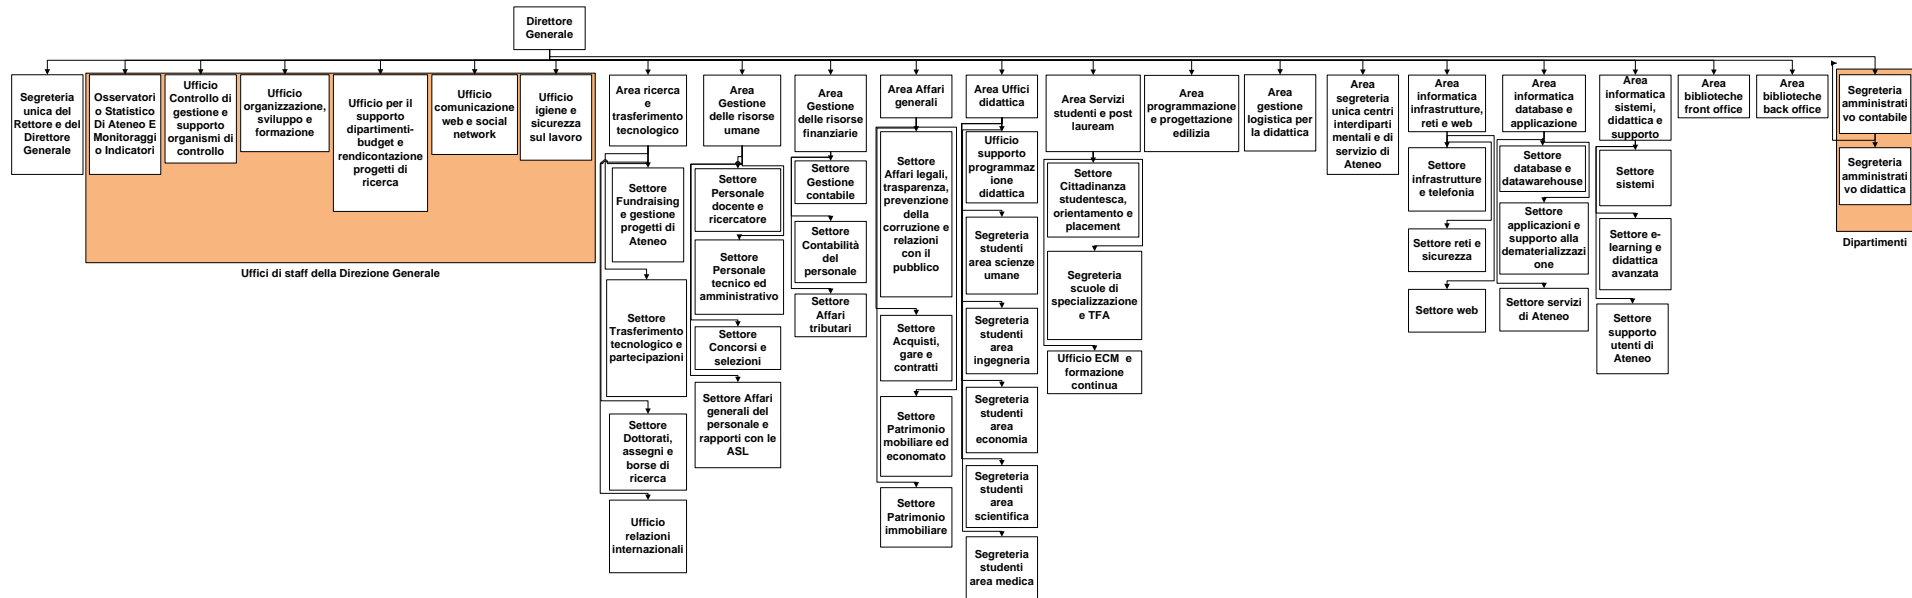 Direttore
Generale
Segreteria
unica del
Rettore e del
Direttore
Generale
Osservatori
o Statistico
Di Ateneo E
Monitoraggi
o Indicatori
Ufficio
Controllo di
gestione e
supporto
organismi di
controllo
Ufficio
organizzazione,
sviluppo e
formazione
Ufficio per il
supporto
dipartimenti-
budget e
rendicontazione
progetti di
ricerca
Ufficio
comunicazione
web e social
network
Ufficio
igiene e
sicurezza
sul lavoro
Uffici di staff della Direzione Generale
Area ricerca
e
trasferimento
tecnologico
Settore
Fundraising
e gestione
progetti di
Ateneo
Settore
Trasferimento
tecnologico e
partecipazioni
Settore
Dottorati,
assegni e
borse di
ricerca
Ufficio
relazioni
internazionali
Area
Gestione
delle risorse
umane
Settore
Personale
docente e
ricercatore
Settore
Personale
tecnico ed
amministrativo
Settore
Concorsi e
selezioni
Settore Affari
generali del
personale e
rapporti con le
ASL
Area
Gestione
delle risorse
finanziarie
Settore
Gestione
contabile
Settore
Contabilità
del
personale
Settore
Affari
tributari
Area Affari
generali
Settore
Affari legali,
trasparenza,
prevenzione
della
corruzione e
relazioni
con il
pubblico
Settore
Acquisti,
gare e
contratti
Settore
Patrimonio
mobiliare ed
economato
Settore
Patrimonio
immobiliare
Area Uffici
didattica
Ufficio
supporto
programmaz
ione
didattica
Segreteria
studenti
area scienze
umane
Segreteria
studenti
area
ingegneria
Segreteria
studenti
area
economia
Segreteria
studenti
area
scientifica
Segreteria
studenti
area medica
Area Servizi
studenti e post
lauream
Settore
Cittadinanza
studentesca,
orientamento e
placement
Segreteria
scuole di
specializzazione
e TFA
Ufficio ECM e
formazione
continua
Area
programmazione
e progettazione
edilizia
Area
gestione
logistica per
la didattica
Area
segreteria
unica centri
interdiparti
mentali e di
servizio di
Ateneo
Area
informatica
infrastrutture,
reti e web
Settore
infrastrutture
e telefonia
Settore reti e
sicurezza
Settore web
Area
informatica
database e
applicazione
Settore
database e
datawarehouse
Settore
applicazioni e
supporto alla
dematerializzazi
one
Settore servizi
di Ateneo
Area
informatica
sistemi,
didattica e
supporto
Settore
sistemi
Settore e-
learning e
didattica
avanzata
Settore
supporto
utenti di
Ateneo
Area
biblioteche
front office
Area
biblioteche
back office
Segreteria
amministrati
vo contabile
Segreteria
amministrati
vo didattica
Dipartimenti